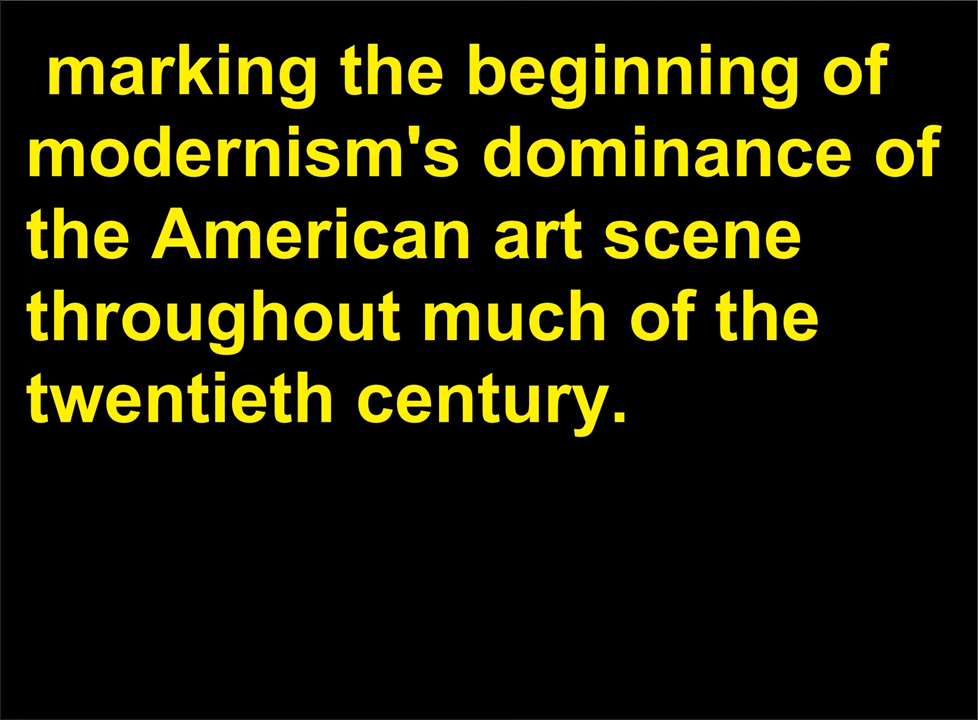 marking the beginning of
modernism's dominance of
the American art scene
throughout much of the
twentieth century.